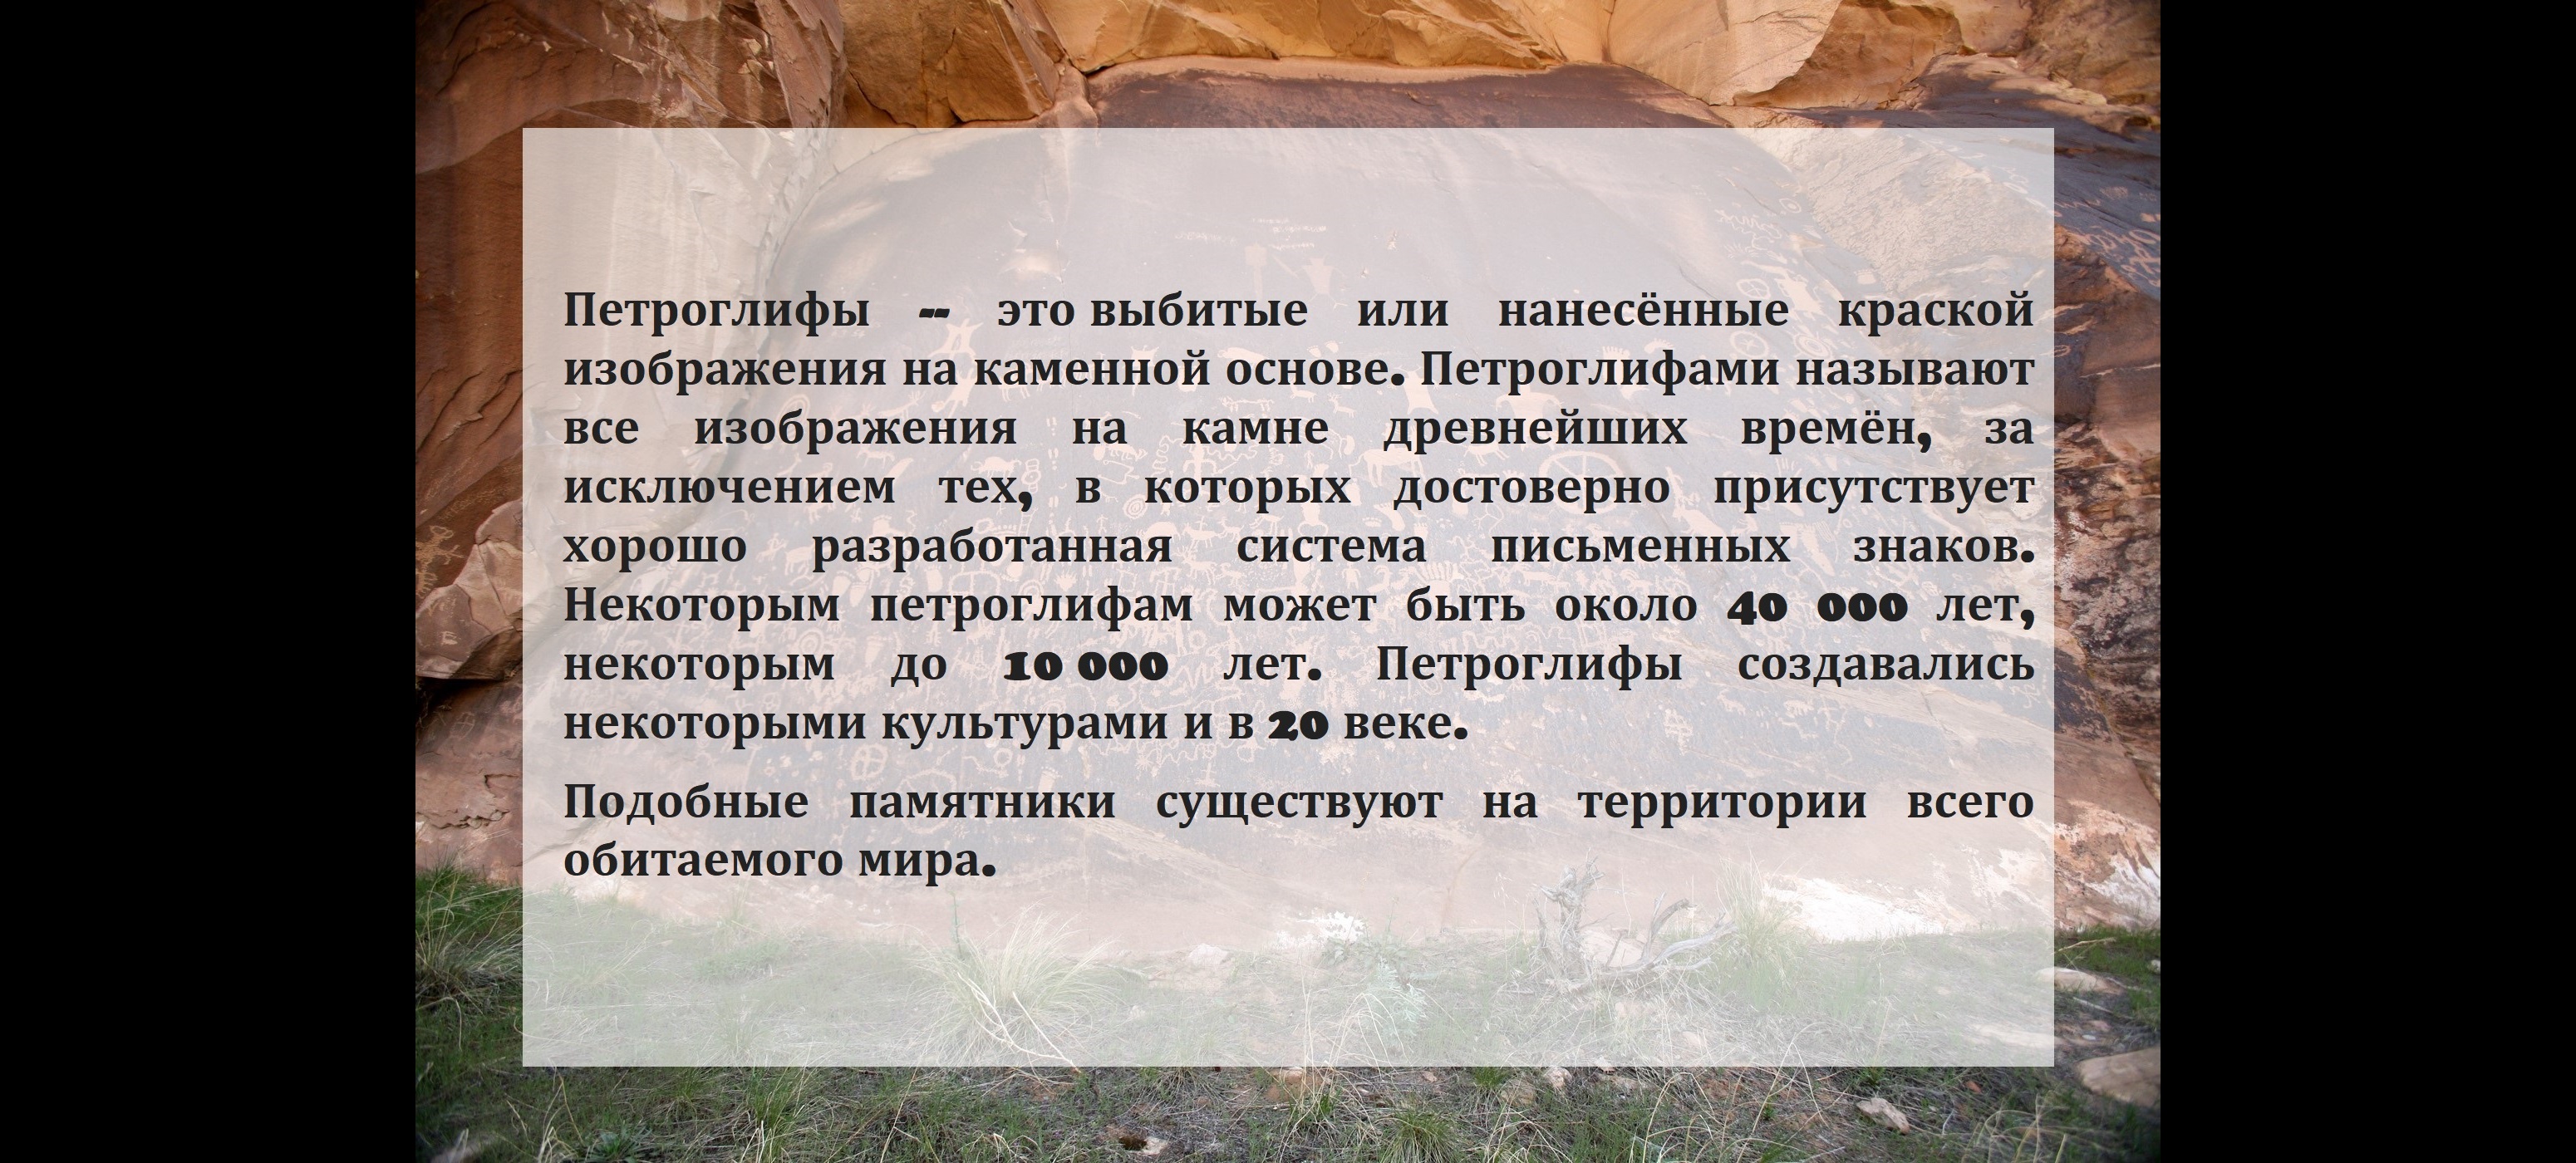 Петроглифы -- это выбитые или нанесённые краской
изображения на каменной основе. Петроглифами называют
все изображения на камне древнейших времён, за
исключением тех, в которых достоверно присутствует
хорошо разработанная система письменных знаков.
Некоторым петроглифам может быть около 40 000 лет,
некоторым до 10 000 лет. Петроглифы создавались
некоторыми культурами и в 20 веке.
Подобные памятники существуют на территории всего
обитаемого мира.